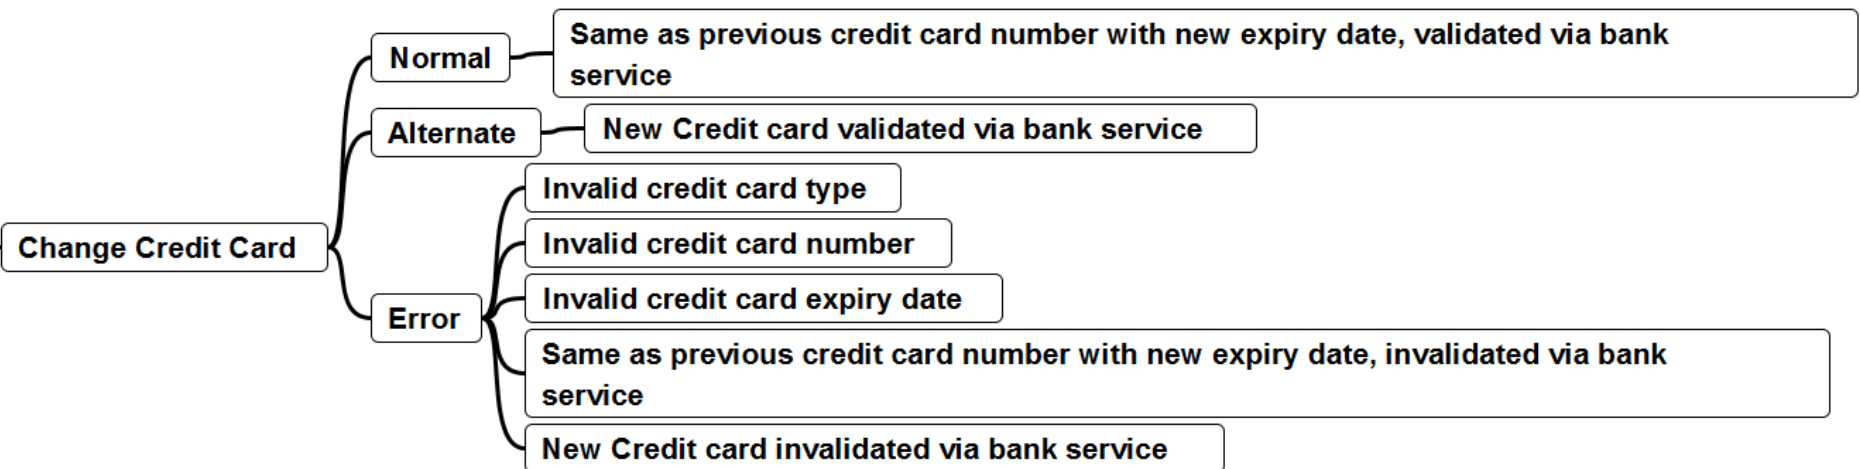 Normal
Same as previous credit card number with new expiry date, validated via bank
service
Alternate
New Credit card validated via bank service
Change Credit Card
Error
Invalid credit card type
Invalid credit card number
Invalid credit card expiry date
Same as previous credit card number with new expiry date, invalidated via bank
service
New Credit card invalidated via bank service